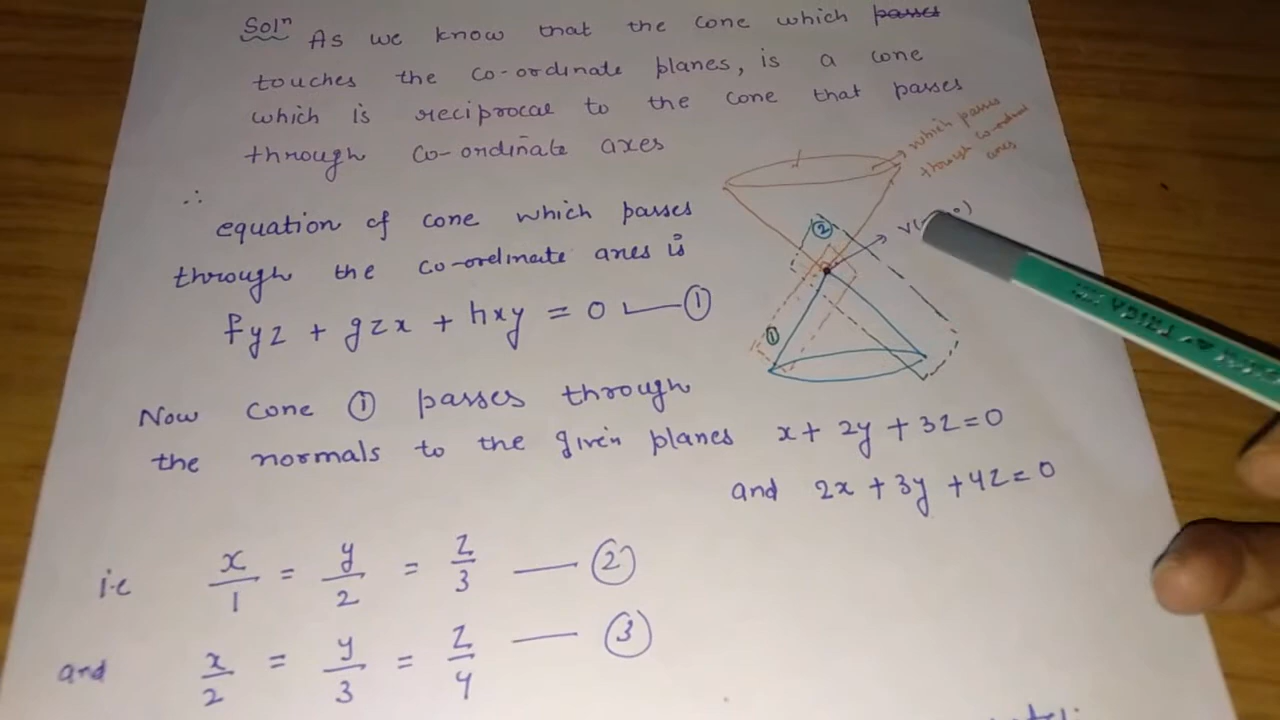 Solⁿ As we know that the cone which passes
touches the co-ordinate planes, is a cone
which is reciprocal to the cone that passes
through co-ordinate axes
∴ equation of cone which passes
through the co-ordinate axes is
fyz + gzx + hxy = 0 — ①
which passes
through co-ordinate
axes
②
①
Now cone ① passes through
the normals to the given planes x + 2y + 3z = 0
and 2x + 3y + 4z = 0
i.e x/1 = y/2 = z/3 — ②
and x/2 = y/3 = z/4 — ③